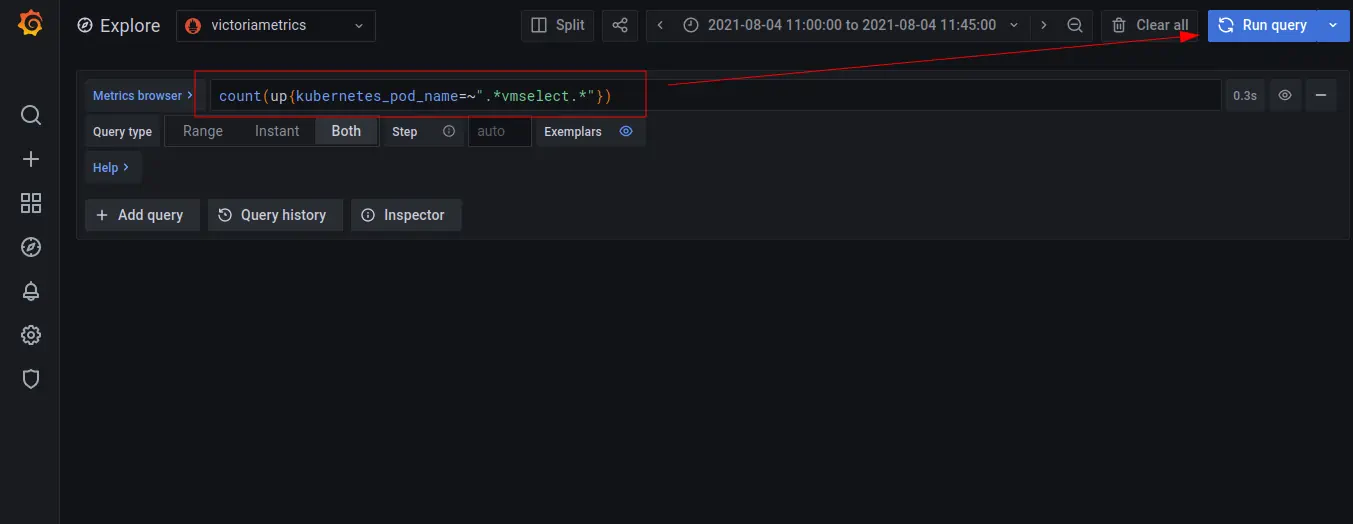 Explore victoriametrics Split 2021-08-04 11:00:00 to 2021-08-04 11:45:00 Clear all Run query
Metrics browser > count(up{kubernetes_pod_name=~".*vmselect.*"}) 0.3s
Query type Range Instant Both Step auto Exemplars
Help >
+ Add query Query history Inspector